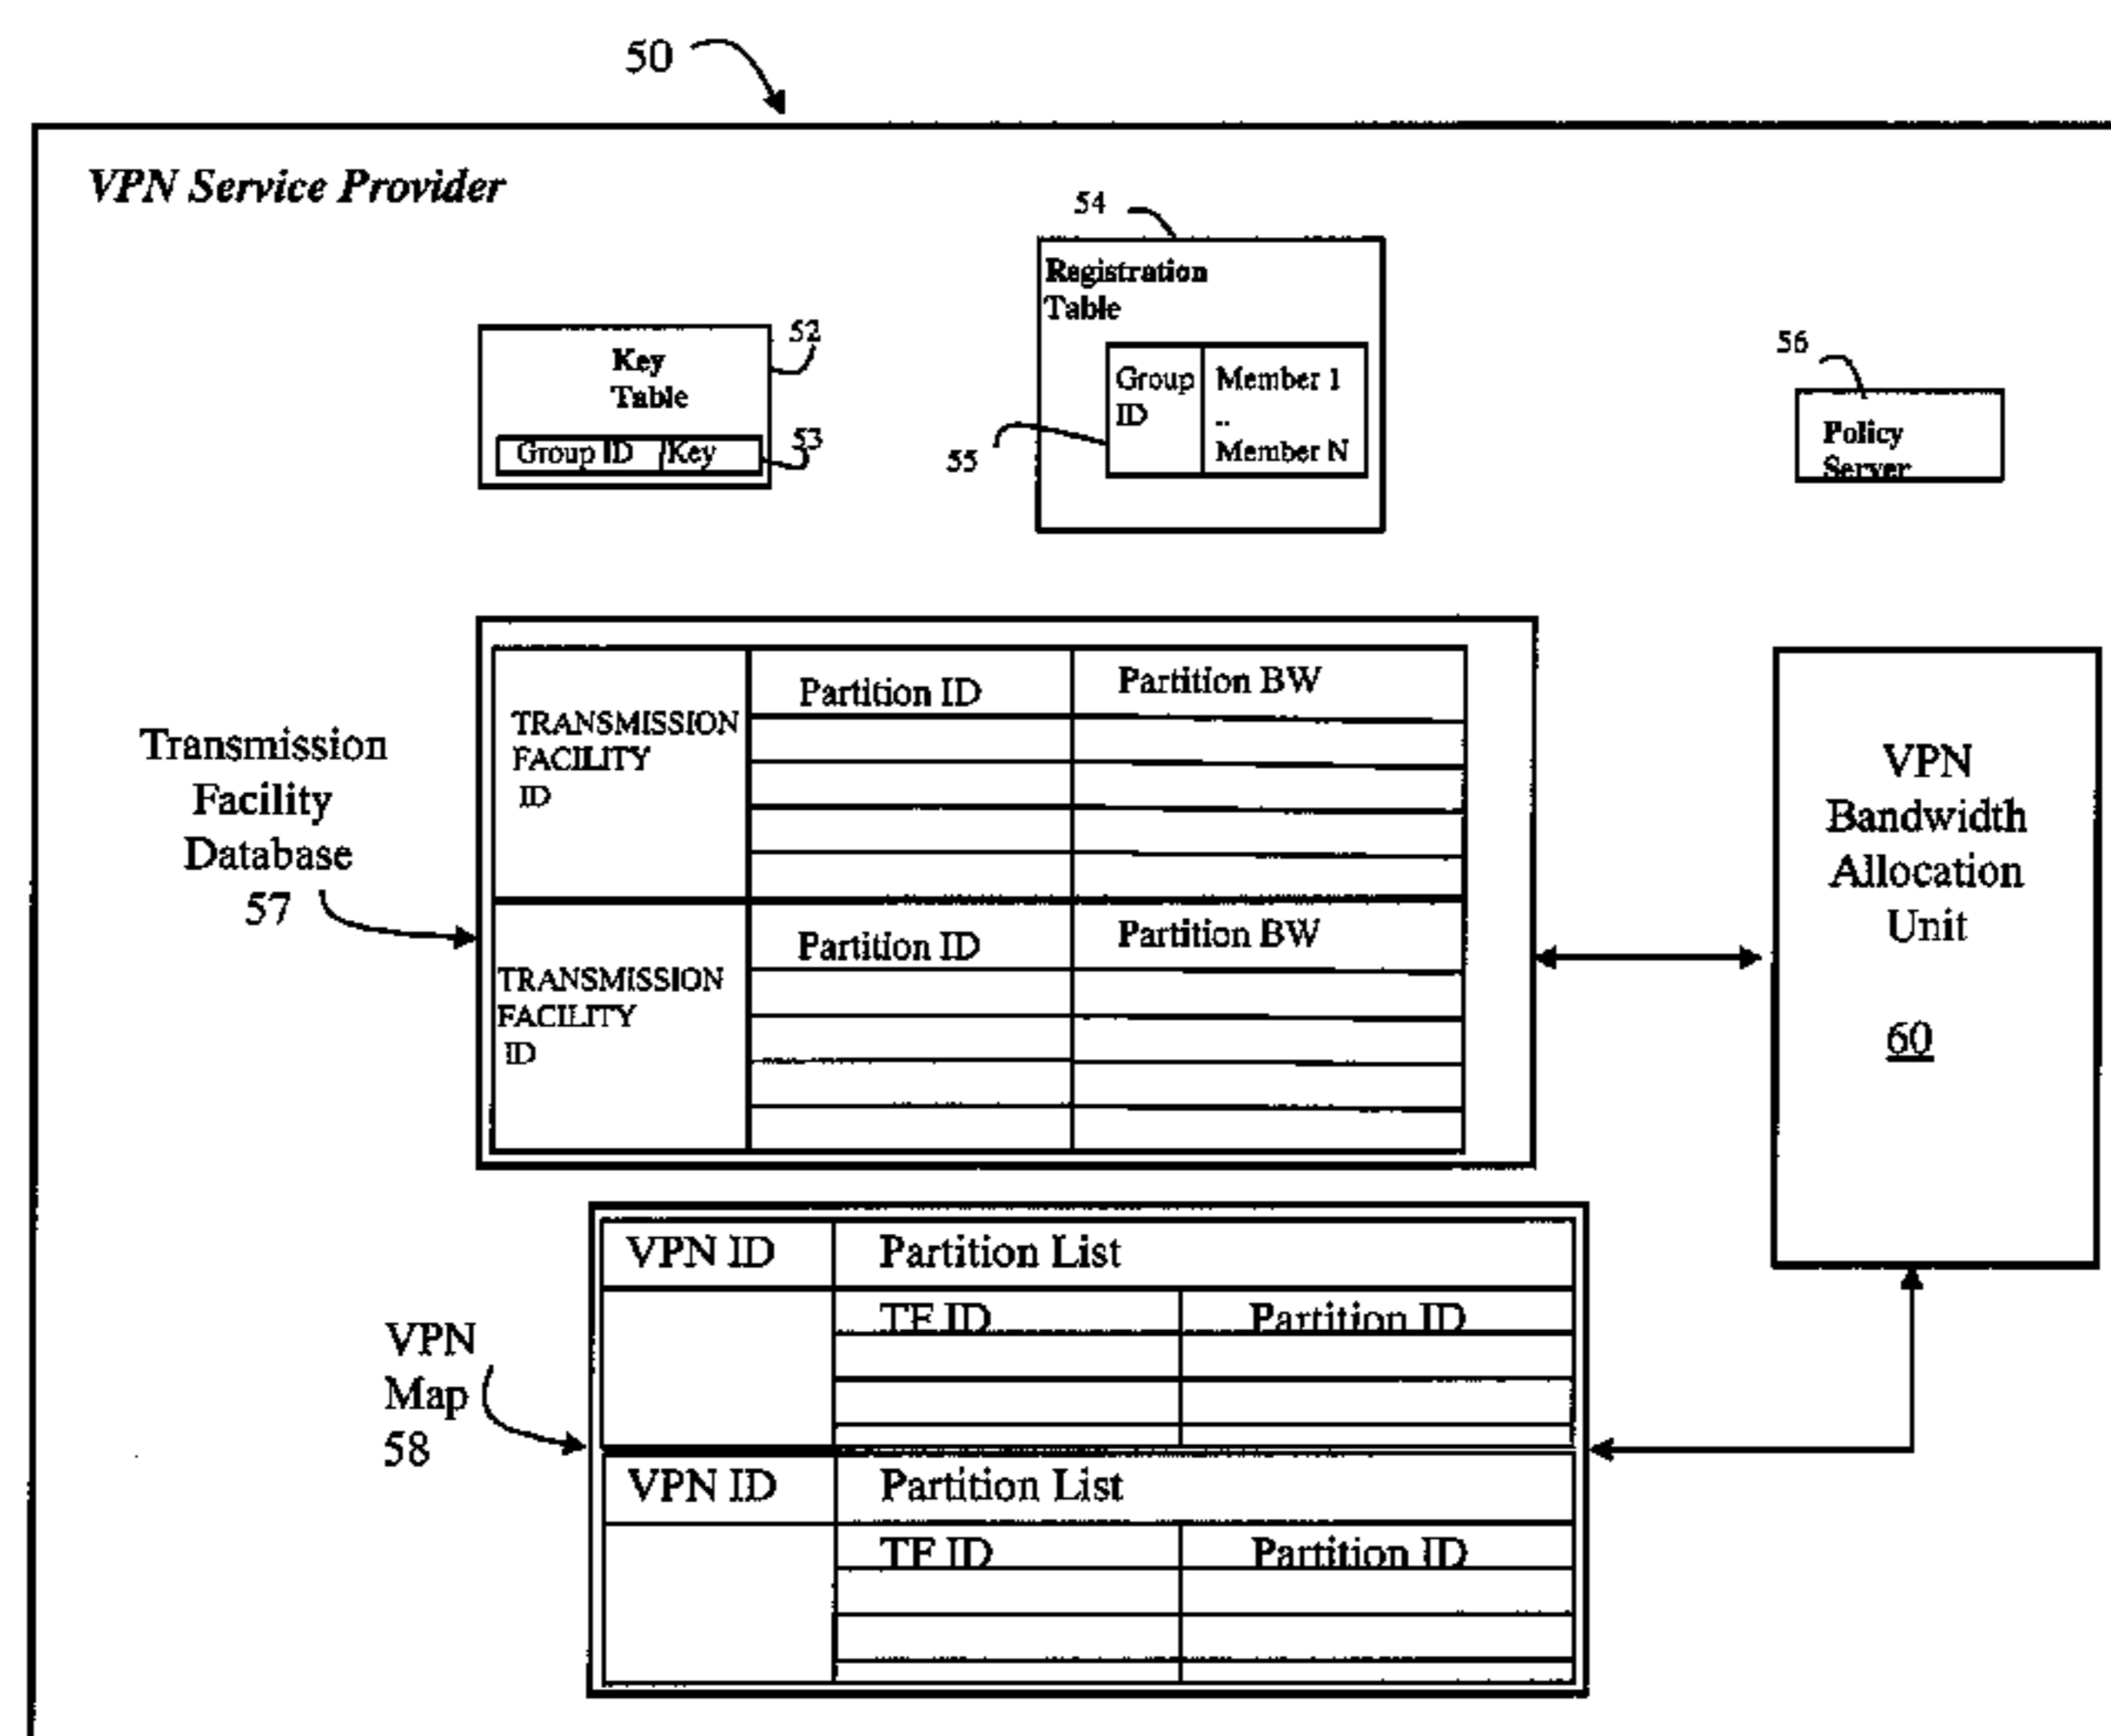 50
VPN Service Provider
54
Registration
Table
Group
ID
Member 1
..
Member N
55
52
Key
Table
Group ID
Key
53
56
Policy
Server
Transmission
Facility
Database
57
TRANSMISSION
FACILITY
ID
Partition ID
Partition BW
TRANSMISSION
FACILITY
ID
Partition ID
Partition BW
VPN
Bandwidth
Allocation
Unit
60
VPN
Map
58
VPN ID
Partition List
TF ID
Partition ID
VPN ID
Partition List
TF ID
Partition ID